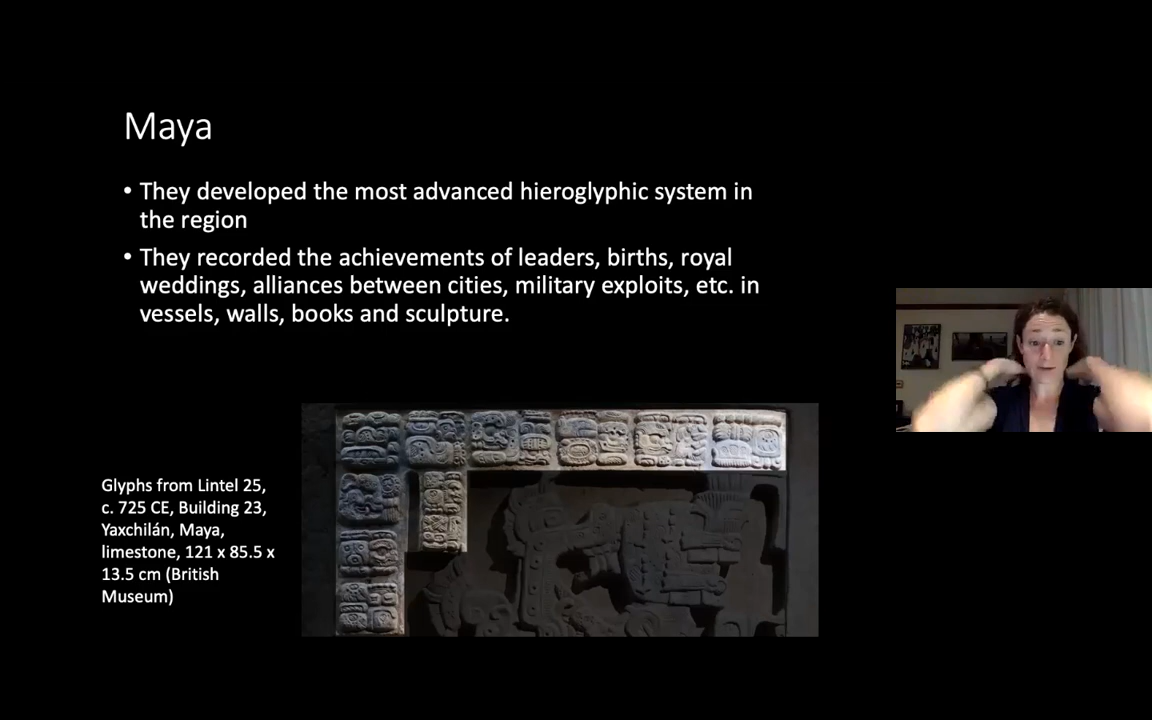 Maya
• They developed the most advanced hieroglyphic system in
the region
• They recorded the achievements of leaders, births, royal
weddings, alliances between cities, military exploits, etc. in
vessels, walls, books and sculpture.
Glyphs from Lintel 25,
c. 725 CE, Building 23,
Yaxchilán, Maya,
limestone, 121 x 85.5 x
13.5 cm (British
Museum)